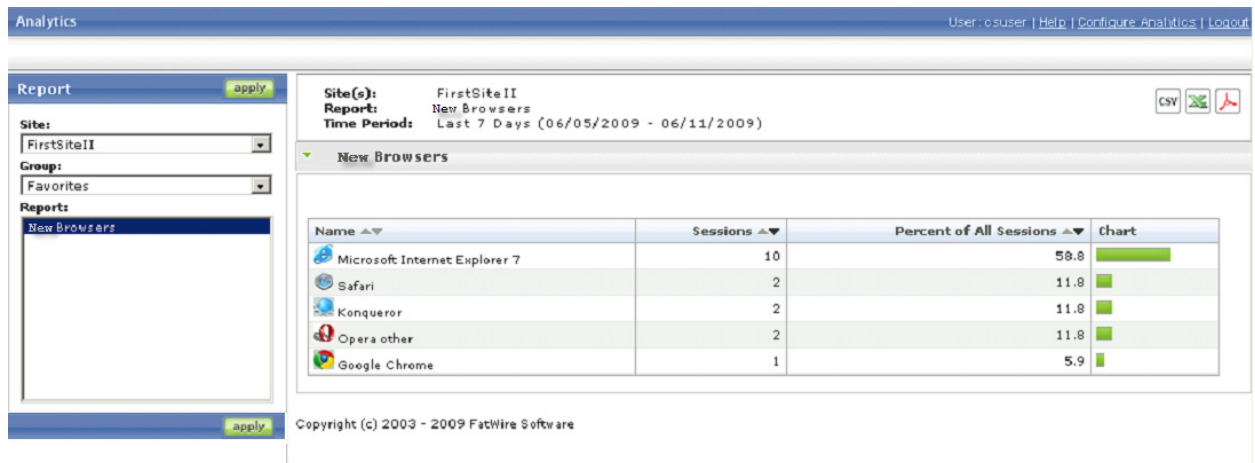 Analytics
User: csuser | Help | Configure Analytics | Logout
Report
apply
Site:
FirstSiteII
Group:
Favorites
Report:
New Browsers
apply
Site(s): FirstSiteII
Report: New Browsers
Time Period: Last 7 Days (06/05/2009 - 06/11/2009)
CSV
New Browsers
Name Sessions Percent of All Sessions Chart
Microsoft Internet Explorer 7 10 58.8
Safari 2 11.8
Konqueror 2 11.8
Opera other 2 11.8
Google Chrome 1 5.9
Copyright (c) 2003 - 2009 FatWire Software